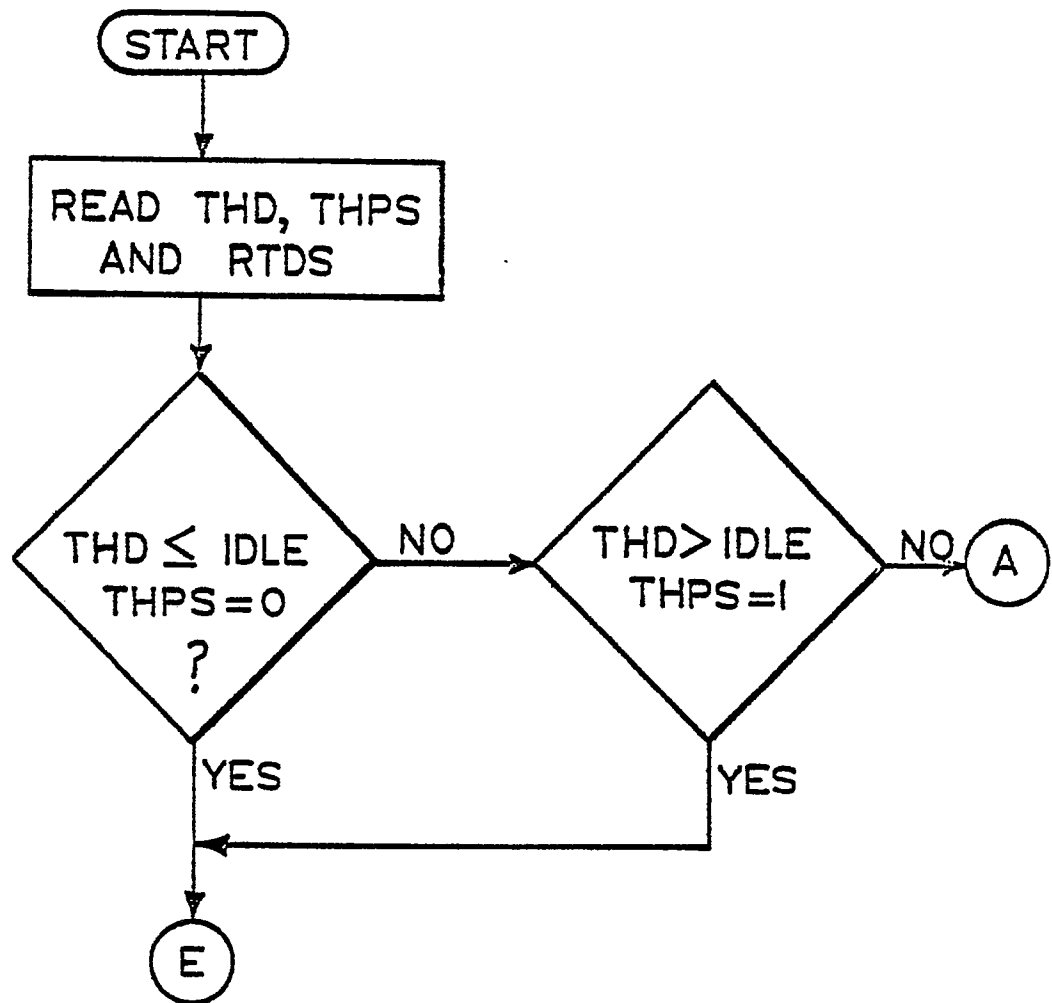 START
READ THD, THPS
AND RTDS
THD ≤ IDLE
THPS=0
?
NO
THD>IDLE
THPS=1
NO
A
YES
YES
E